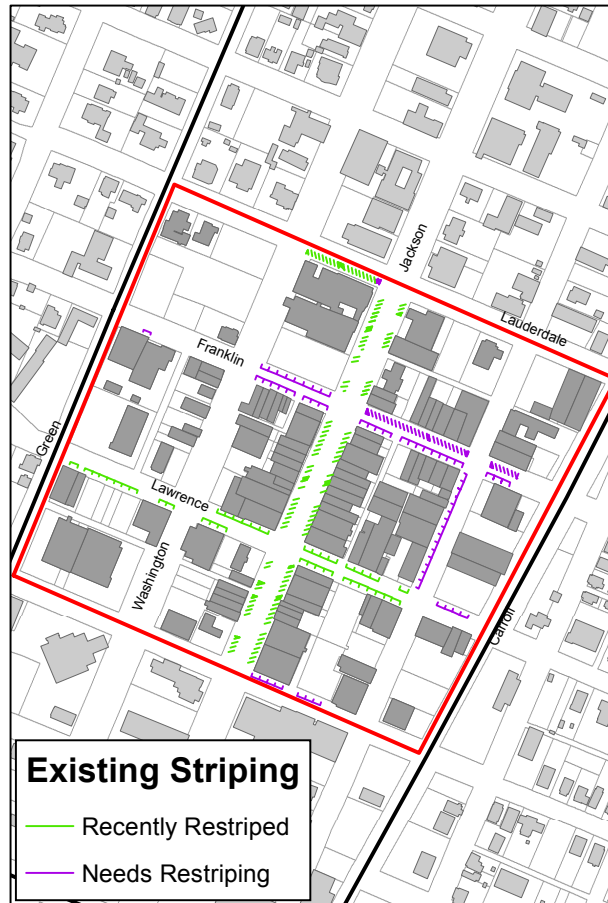 Jackson
Lauderdale
Franklin
Green
Lawrence
Washington
Carroll
Existing Striping
Recently Restriped
Needs Restriping